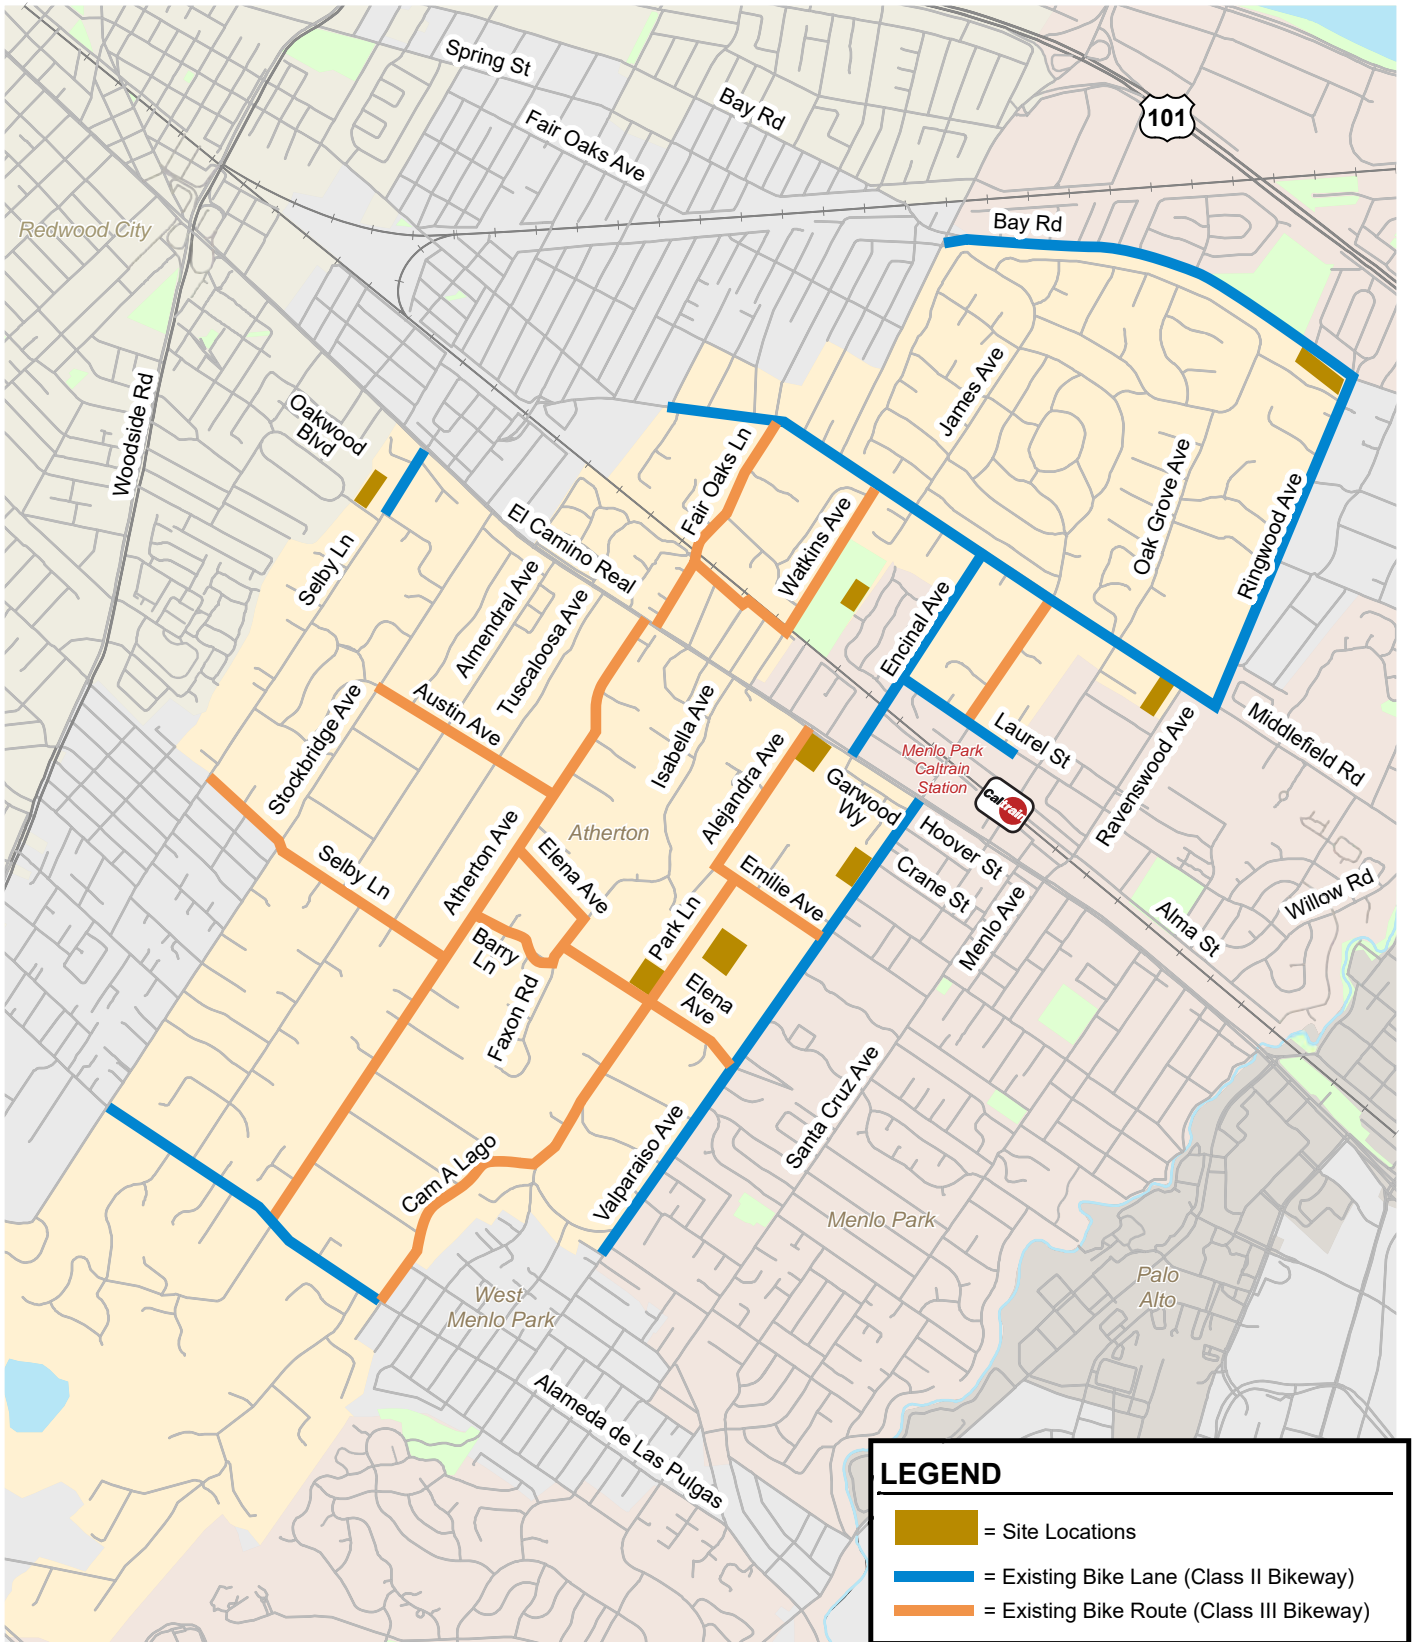 Spring St
Bay Rd
101
Fair Oaks Ave
Redwood City
Bay Rd
Woodside Rd
Oakwood
Blvd
James Ave
Fair Oaks Ln
Oak Grove Ave
Ringwood Ave
El Camino Real
Watkins Ave
Selby Ln
Almendral Ave
Tuscaloosa Ave
Encinal Ave
Stockbridge Ave
Austin Ave
Isabella Ave
Laurel St
Middlefield Rd
Ravenswood Ave
Menlo Park
Caltrain
Station
Caltrain
Alejandra Ave
Garwood
Wy
Atherton
Atherton Ave
Hoover St
Crane St
Selby Ln
Elena Ave
Emilie Ave
Menlo Ave
Willow Rd
Alma St
Park Ln
Barry
Ln
Elena
Ave
Faxon Rd
Santa Cruz Ave
Cam A Lago
Valparaiso Ave
Menlo Park
West
Menlo Park
Palo
Alto
Alameda de Las Pulgas
LEGEND
= Site Locations
= Existing Bike Lane (Class II Bikeway)
= Existing Bike Route (Class III Bikeway)